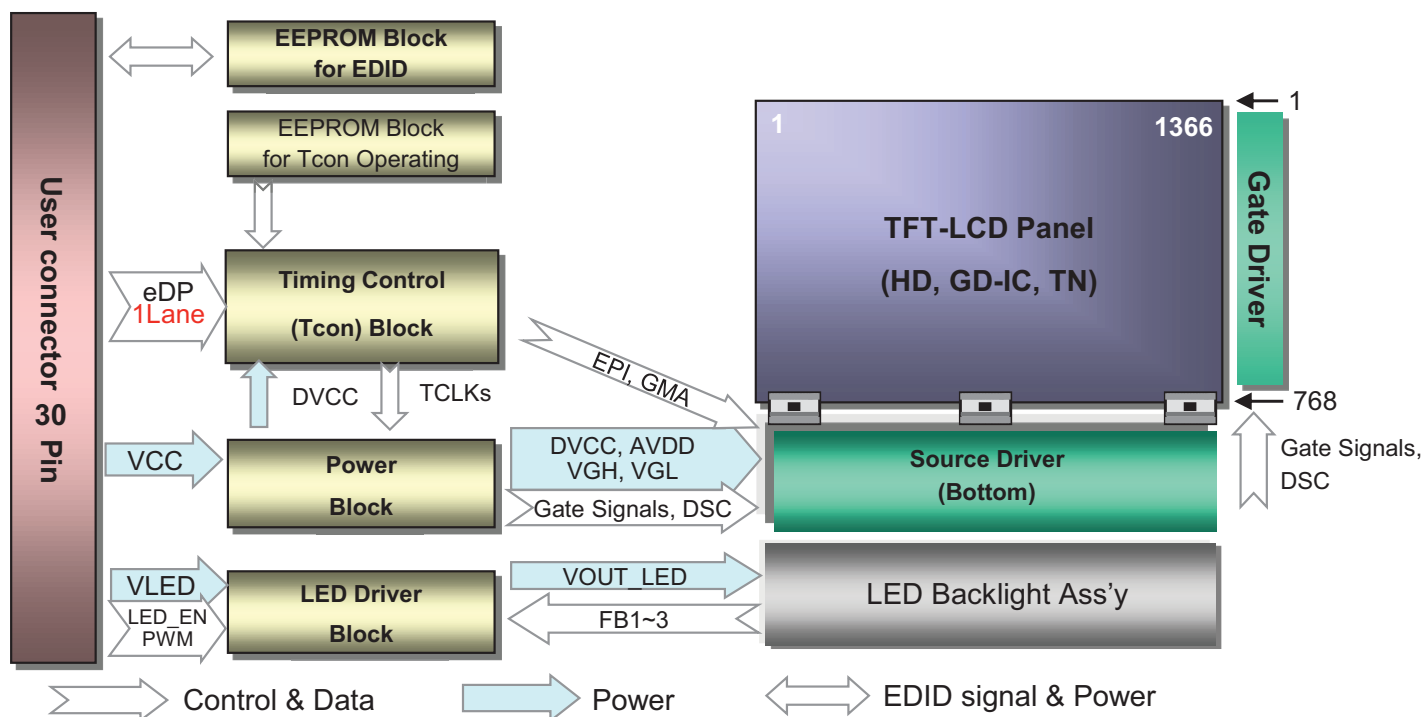 User connector 30 Pin
EEPROM Block
for EDID
EEPROM Block
for Tcon Operating
eDP
1Lane
Timing Control
(Tcon) Block
DVCC
TCLKs
EPI, GMA
VCC
Power
Block
DVCC, AVDD
VGH, VGL
Gate Signals, DSC
VLED
LED_EN
PWM
LED Driver
Block
VOUT_LED
FB1~3
1
1366
TFT-LCD Panel
(HD, GD-IC, TN)
1
Gate Driver
768
Source Driver
(Bottom)
Gate Signals,
DSC
LED Backlight Ass’y
Control & Data
Power
EDID signal & Power